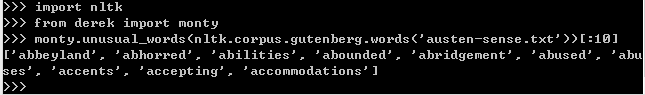 >>> import nltk
>>> from derek import monty
>>> monty.unusual_words(nltk.corpus.gutenberg.words('austen-sense.txt'))[:10]
['abbeyland', 'abhorred', 'abilities', 'abounded', 'abridgement', 'abused', 'abu
ses', 'accents', 'accepting', 'accommodations']
>>>